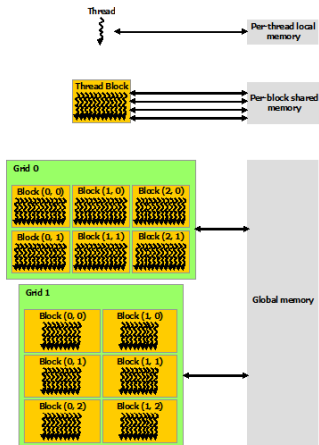 Thread
Per-thread local
memory
Thread Block
Per-block shared
memory
Grid 0
Block (0, 0) Block (1, 0) Block (2, 0)
Block (0, 1) Block (1, 1) Block (2, 1)
Grid 1
Block (0, 0) Block (1, 0)
Block (0, 1) Block (1, 1)
Block (0, 2) Block (1, 2)
Global memory